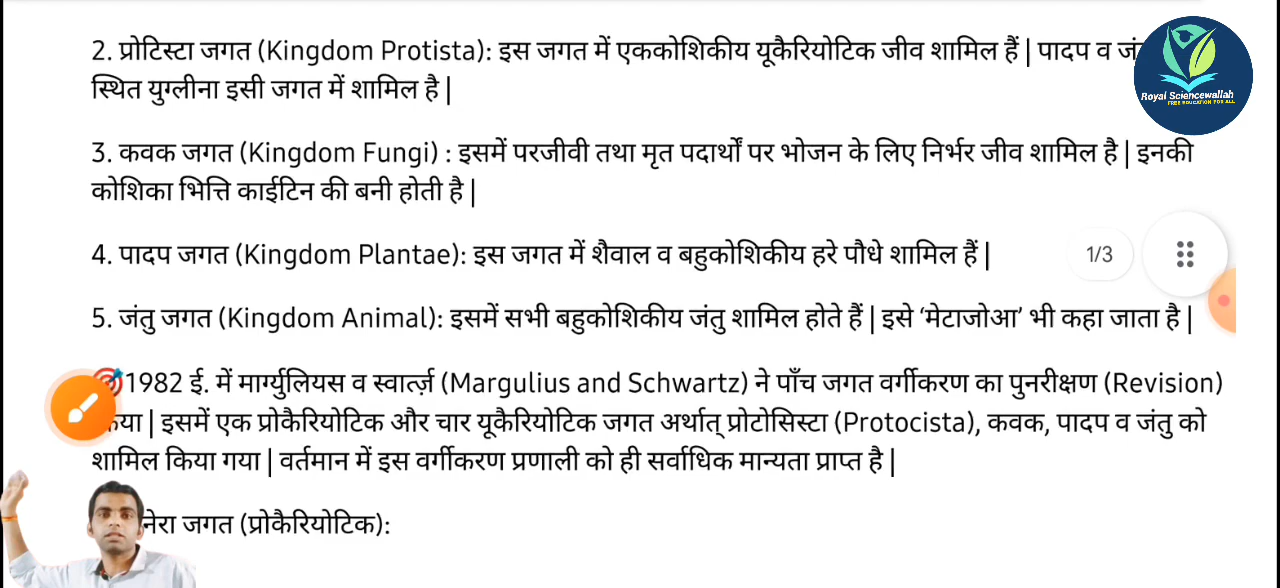 2. प्रोटिस्टा जगत (Kingdom Protista): इस जगत में एककोशिकीय यूकैरियोटिक जीव शामिल हैं | पादप व
स्थित युग्लीना इसी जगत में शामिल है |
Royal Sciencewallah
FREE EDUCATION FOR ALL
3. कवक जगत (Kingdom Fungi) : इसमें परजीवी तथा मृत पदार्थों पर भोजन के लिए निर्भर जीव शामिल है | इनकी
कोशिका भित्ति काईटिन की बनी होती है |
4. पादप जगत (Kingdom Plantae): इस जगत में शैवाल व बहुकोशिकीय हरे पौधे शामिल हैं |
1/3
5. जंतु जगत (Kingdom Animal): इसमें सभी बहुकोशिकीय जंतु शामिल होते हैं | इसे ‘मेटाजोआ’ भी कहा जाता है |
1982 ई. में मार्ग्युलियस व स्वार्त्ज़ (Margulius and Schwartz) ने पाँच जगत वर्गीकरण का पुनरीक्षण (Revision)
| इसमें एक प्रोकैरियोटिक और चार यूकैरियोटिक जगत अर्थात् प्रोटोसिस्टा (Protocista), कवक, पादप व जंतु को
शामिल किया गया | वर्तमान में इस वर्गीकरण प्रणाली को ही सर्वाधिक मान्यता प्राप्त है |
नेरा जगत (प्रोकैरियोटिक):